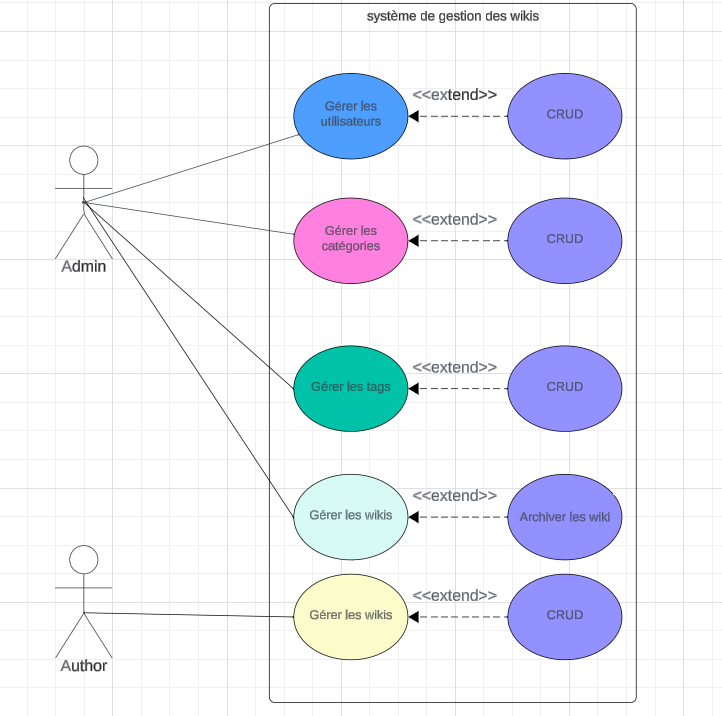 système de gestion des wikis
<<extend>>
Gérer les
utilisateurs
CRUD
<<extend>>
Gérer les
catégories
CRUD
Admin
<<extend>>
Gérer les tags
CRUD
<<extend>>
Gérer les wikis
Archiver les wiki
<<extend>>
Gérer les wikis
CRUD
Author